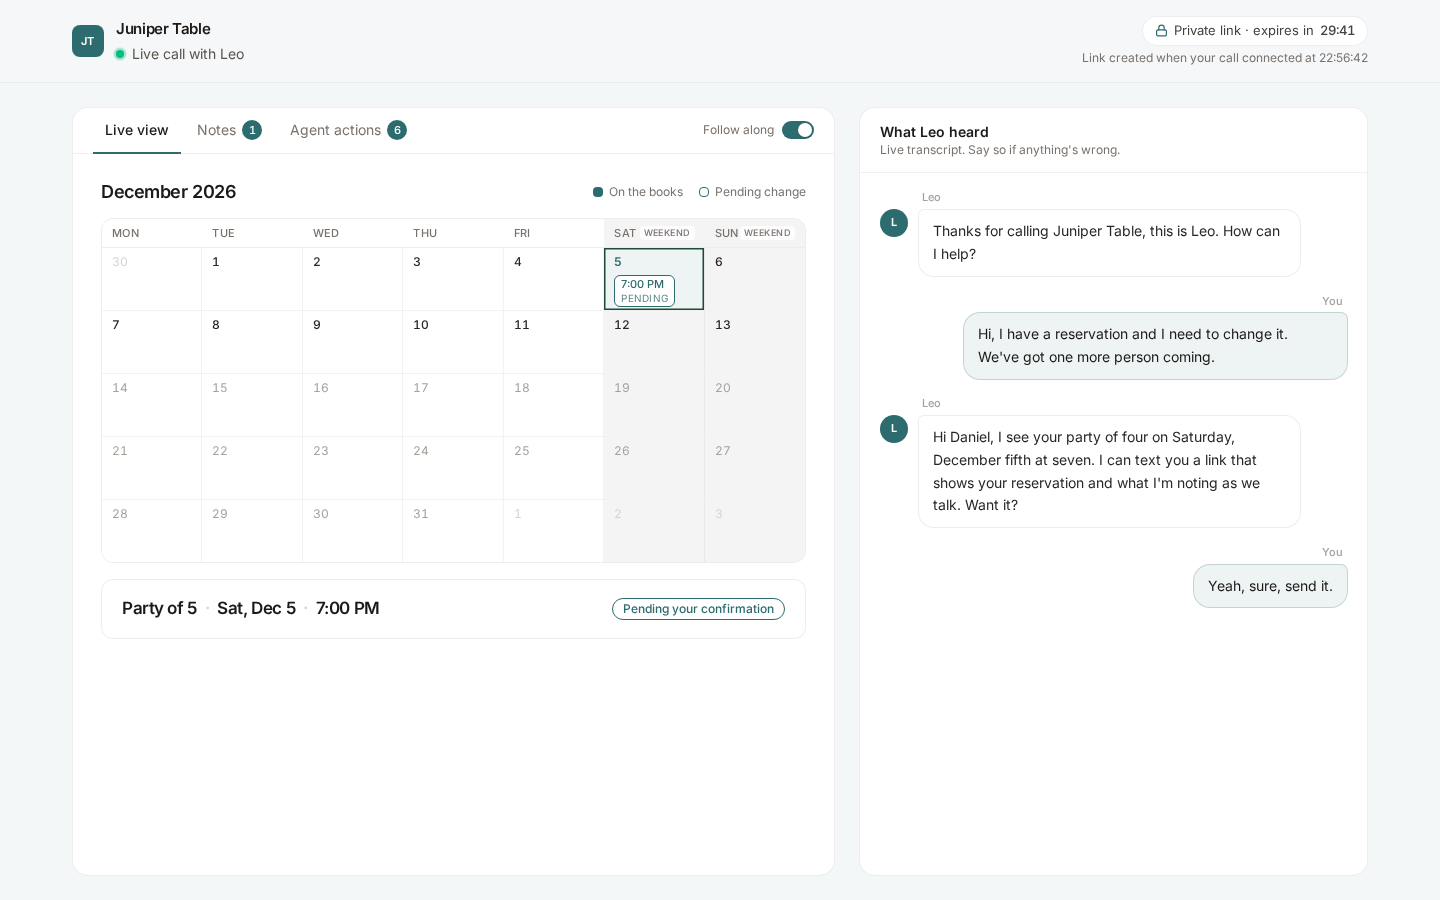 JT
Juniper Table
Live call with Leo
Private link · expires in 29:41
Link created when your call connected at 22:56:42
Live view
Notes 1
Agent actions 6
Follow along
December 2026
On the books
Pending change
MON TUE WED THU FRI SAT WEEKEND SUN WEEKEND
30 1 2 3 4 5 6
7:00 PM
PENDING
7 8 9 10 11 12 13
14 15 16 17 18 19 20
21 22 23 24 25 26 27
28 29 30 31 1 2 3
Party of 5 · Sat, Dec 5 · 7:00 PM
Pending your confirmation
What Leo heard
Live transcript. Say so if anything's wrong.
Leo
L
Thanks for calling Juniper Table, this is Leo. How can
I help?
You
Hi, I have a reservation and I need to change it.
We've got one more person coming.
Leo
L
Hi Daniel, I see your party of four on Saturday,
December fifth at seven. I can text you a link that
shows your reservation and what I'm noting as we
talk. Want it?
You
Yeah, sure, send it.